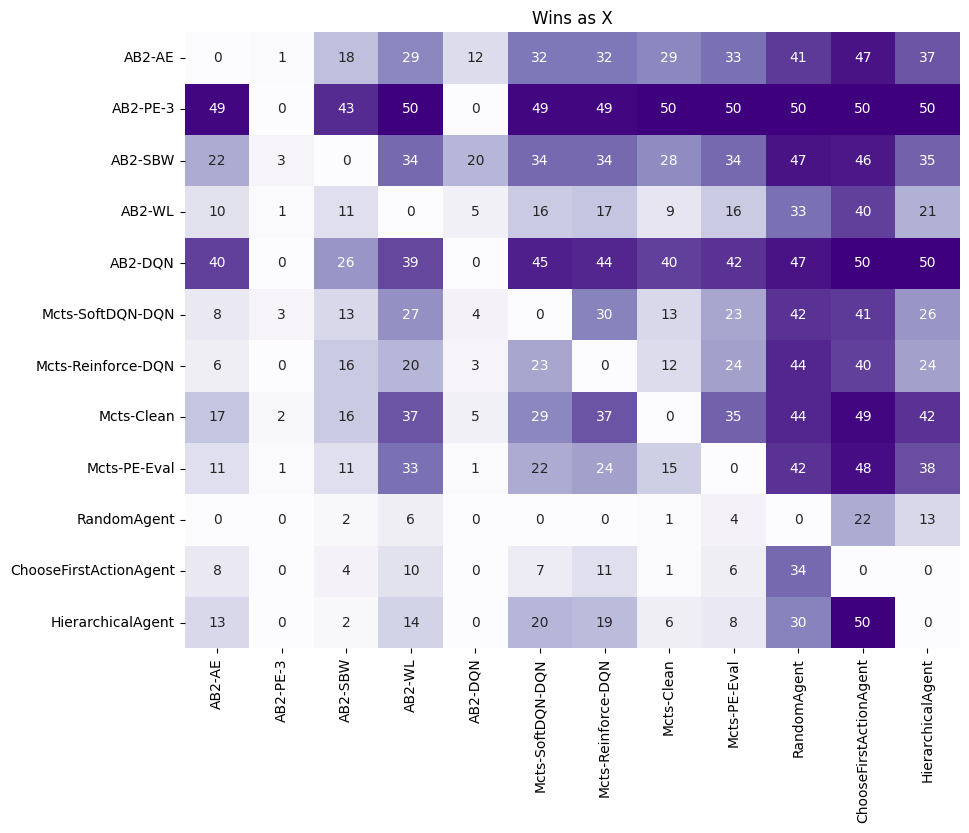 Wins as X
AB2-AE 0 1 18 29 12 32 32 29 33 41 47 37
AB2-PE-3 49 0 43 50 0 49 49 50 50 50 50 50
AB2-SBW 22 3 0 34 20 34 34 28 34 47 46 35
AB2-WL 10 1 11 0 5 16 17 9 16 33 40 21
AB2-DQN 40 0 26 39 0 45 44 40 42 47 50 50
Mcts-SoftDQN-DQN 8 3 13 27 4 0 30 13 23 42 41 26
Mcts-Reinforce-DQN 6 0 16 20 3 23 0 12 24 44 40 24
Mcts-Clean 17 2 16 37 5 29 37 0 35 44 49 42
Mcts-PE-Eval 11 1 11 33 1 22 24 15 0 42 48 38
RandomAgent 0 0 2 6 0 0 0 1 4 0 22 13
ChooseFirstActionAgent 8 0 4 10 0 7 11 1 6 34 0 0
HierarchicalAgent 13 0 2 14 0 20 19 6 8 30 50 0
AB2-AE
AB2-PE-3
AB2-SBW
AB2-WL
AB2-DQN
Mcts-SoftDQN-DQN
Mcts-Reinforce-DQN
Mcts-Clean
Mcts-PE-Eval
RandomAgent
ChooseFirstActionAgent
HierarchicalAgent